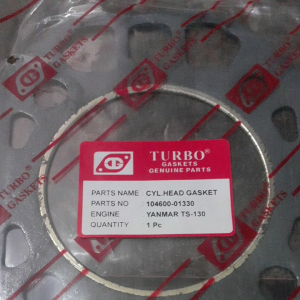 TURBO®
GASKETS
GENUINE PARTS
PARTS NAME CYL.HEAD GASKET
PARTS NO 104600-01330
ENGINE YANMAR TS-130
QUANTITY 1 Pc